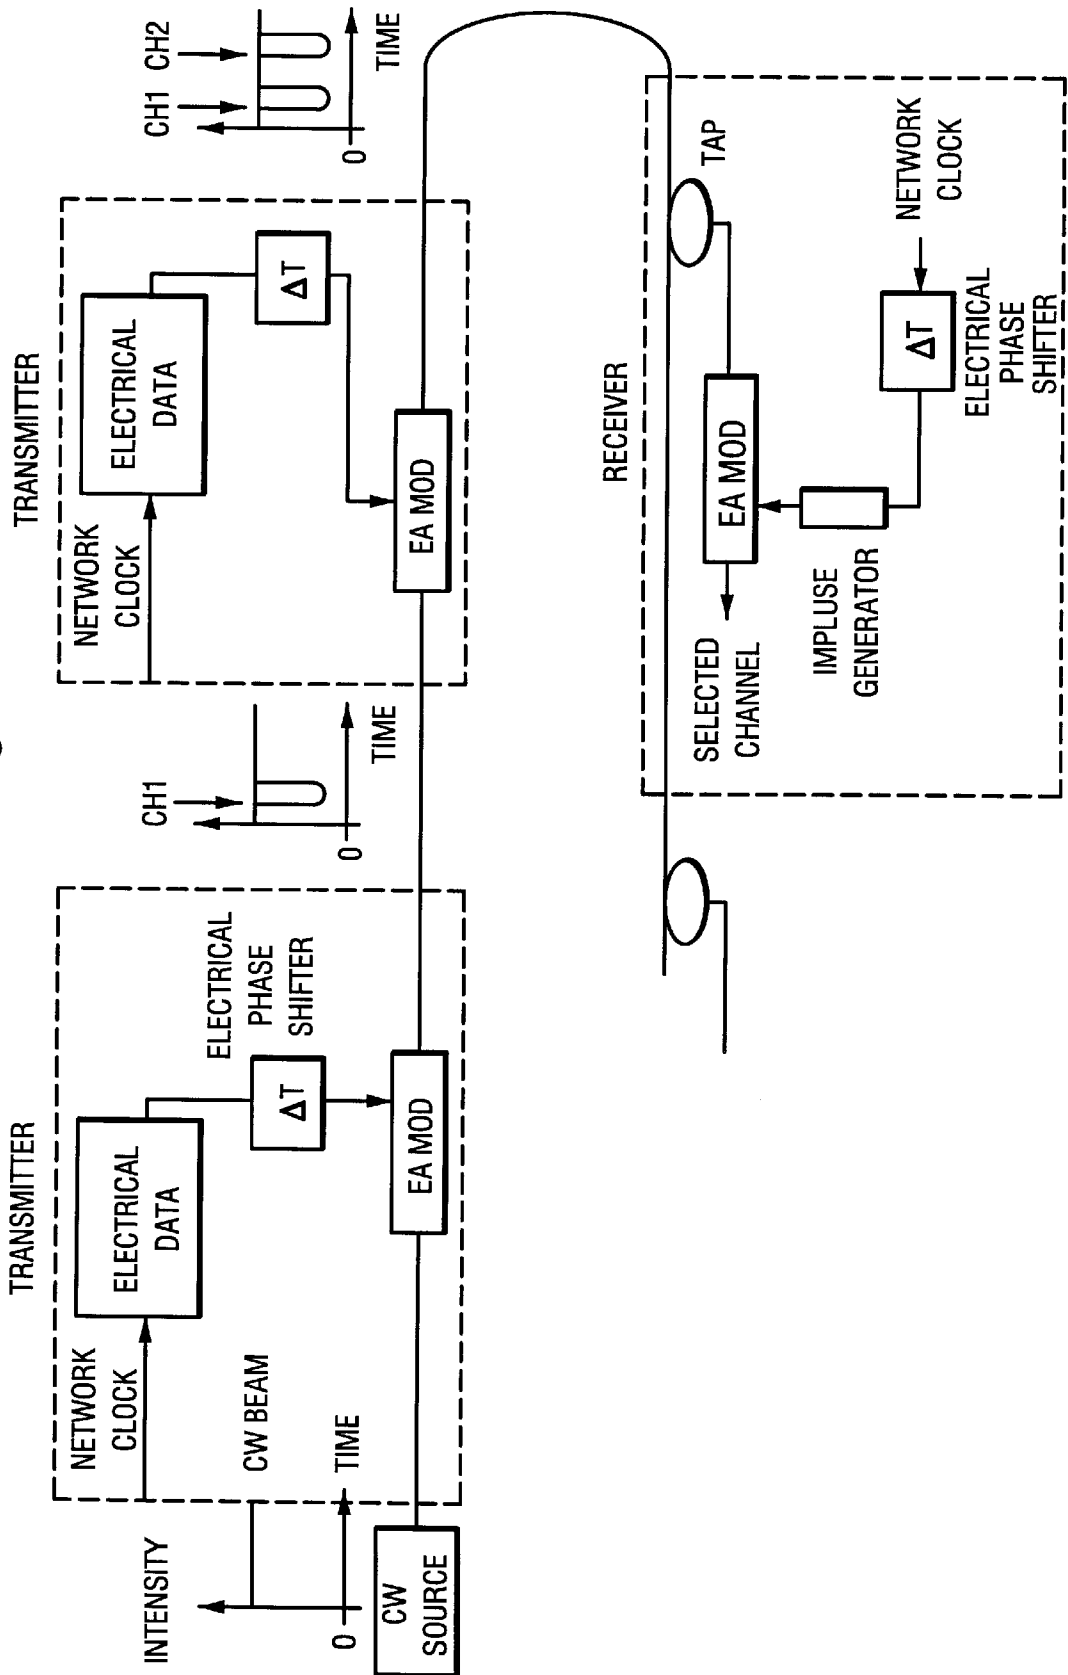 TRANSMITTER
NETWORK
CLOCK
ELECTRICAL
DATA
ELECTRICAL
PHASE
SHIFTER
ΔT
EA MOD
INTENSITY
CW BEAM
0
TIME
CW
SOURCE
CH1
0
TIME
TRANSMITTER
NETWORK
CLOCK
ELECTRICAL
DATA
ΔT
EA MOD
CH1
CH2
0
TIME
RECEIVER
TAP
EA MOD
SELECTED
CHANNEL
IMPLUSE
GENERATOR
ΔT
ELECTRICAL
PHASE
SHIFTER
NETWORK
CLOCK